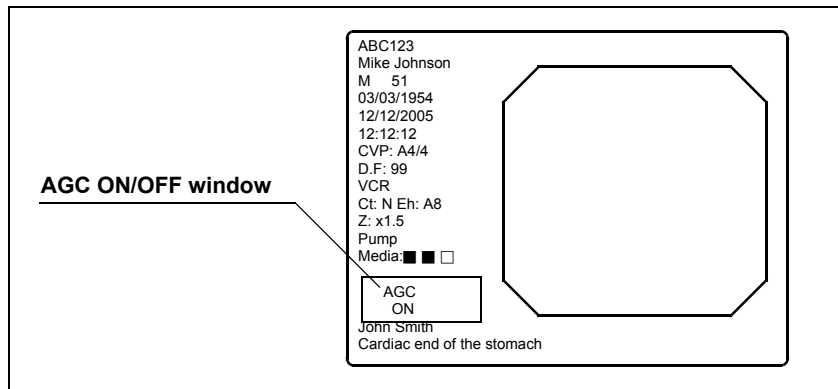 ABC123
Mike Johnson
M 51
03/03/1954
12/12/2005
12:12:12
CVP: A4/4
D.F: 99
VCR
Ct: N Eh: A8
Z: x1.5
Pump
Media:■ ■ □
AGC ON/OFF window
AGC
ON
John Smith
Cardiac end of the stomach